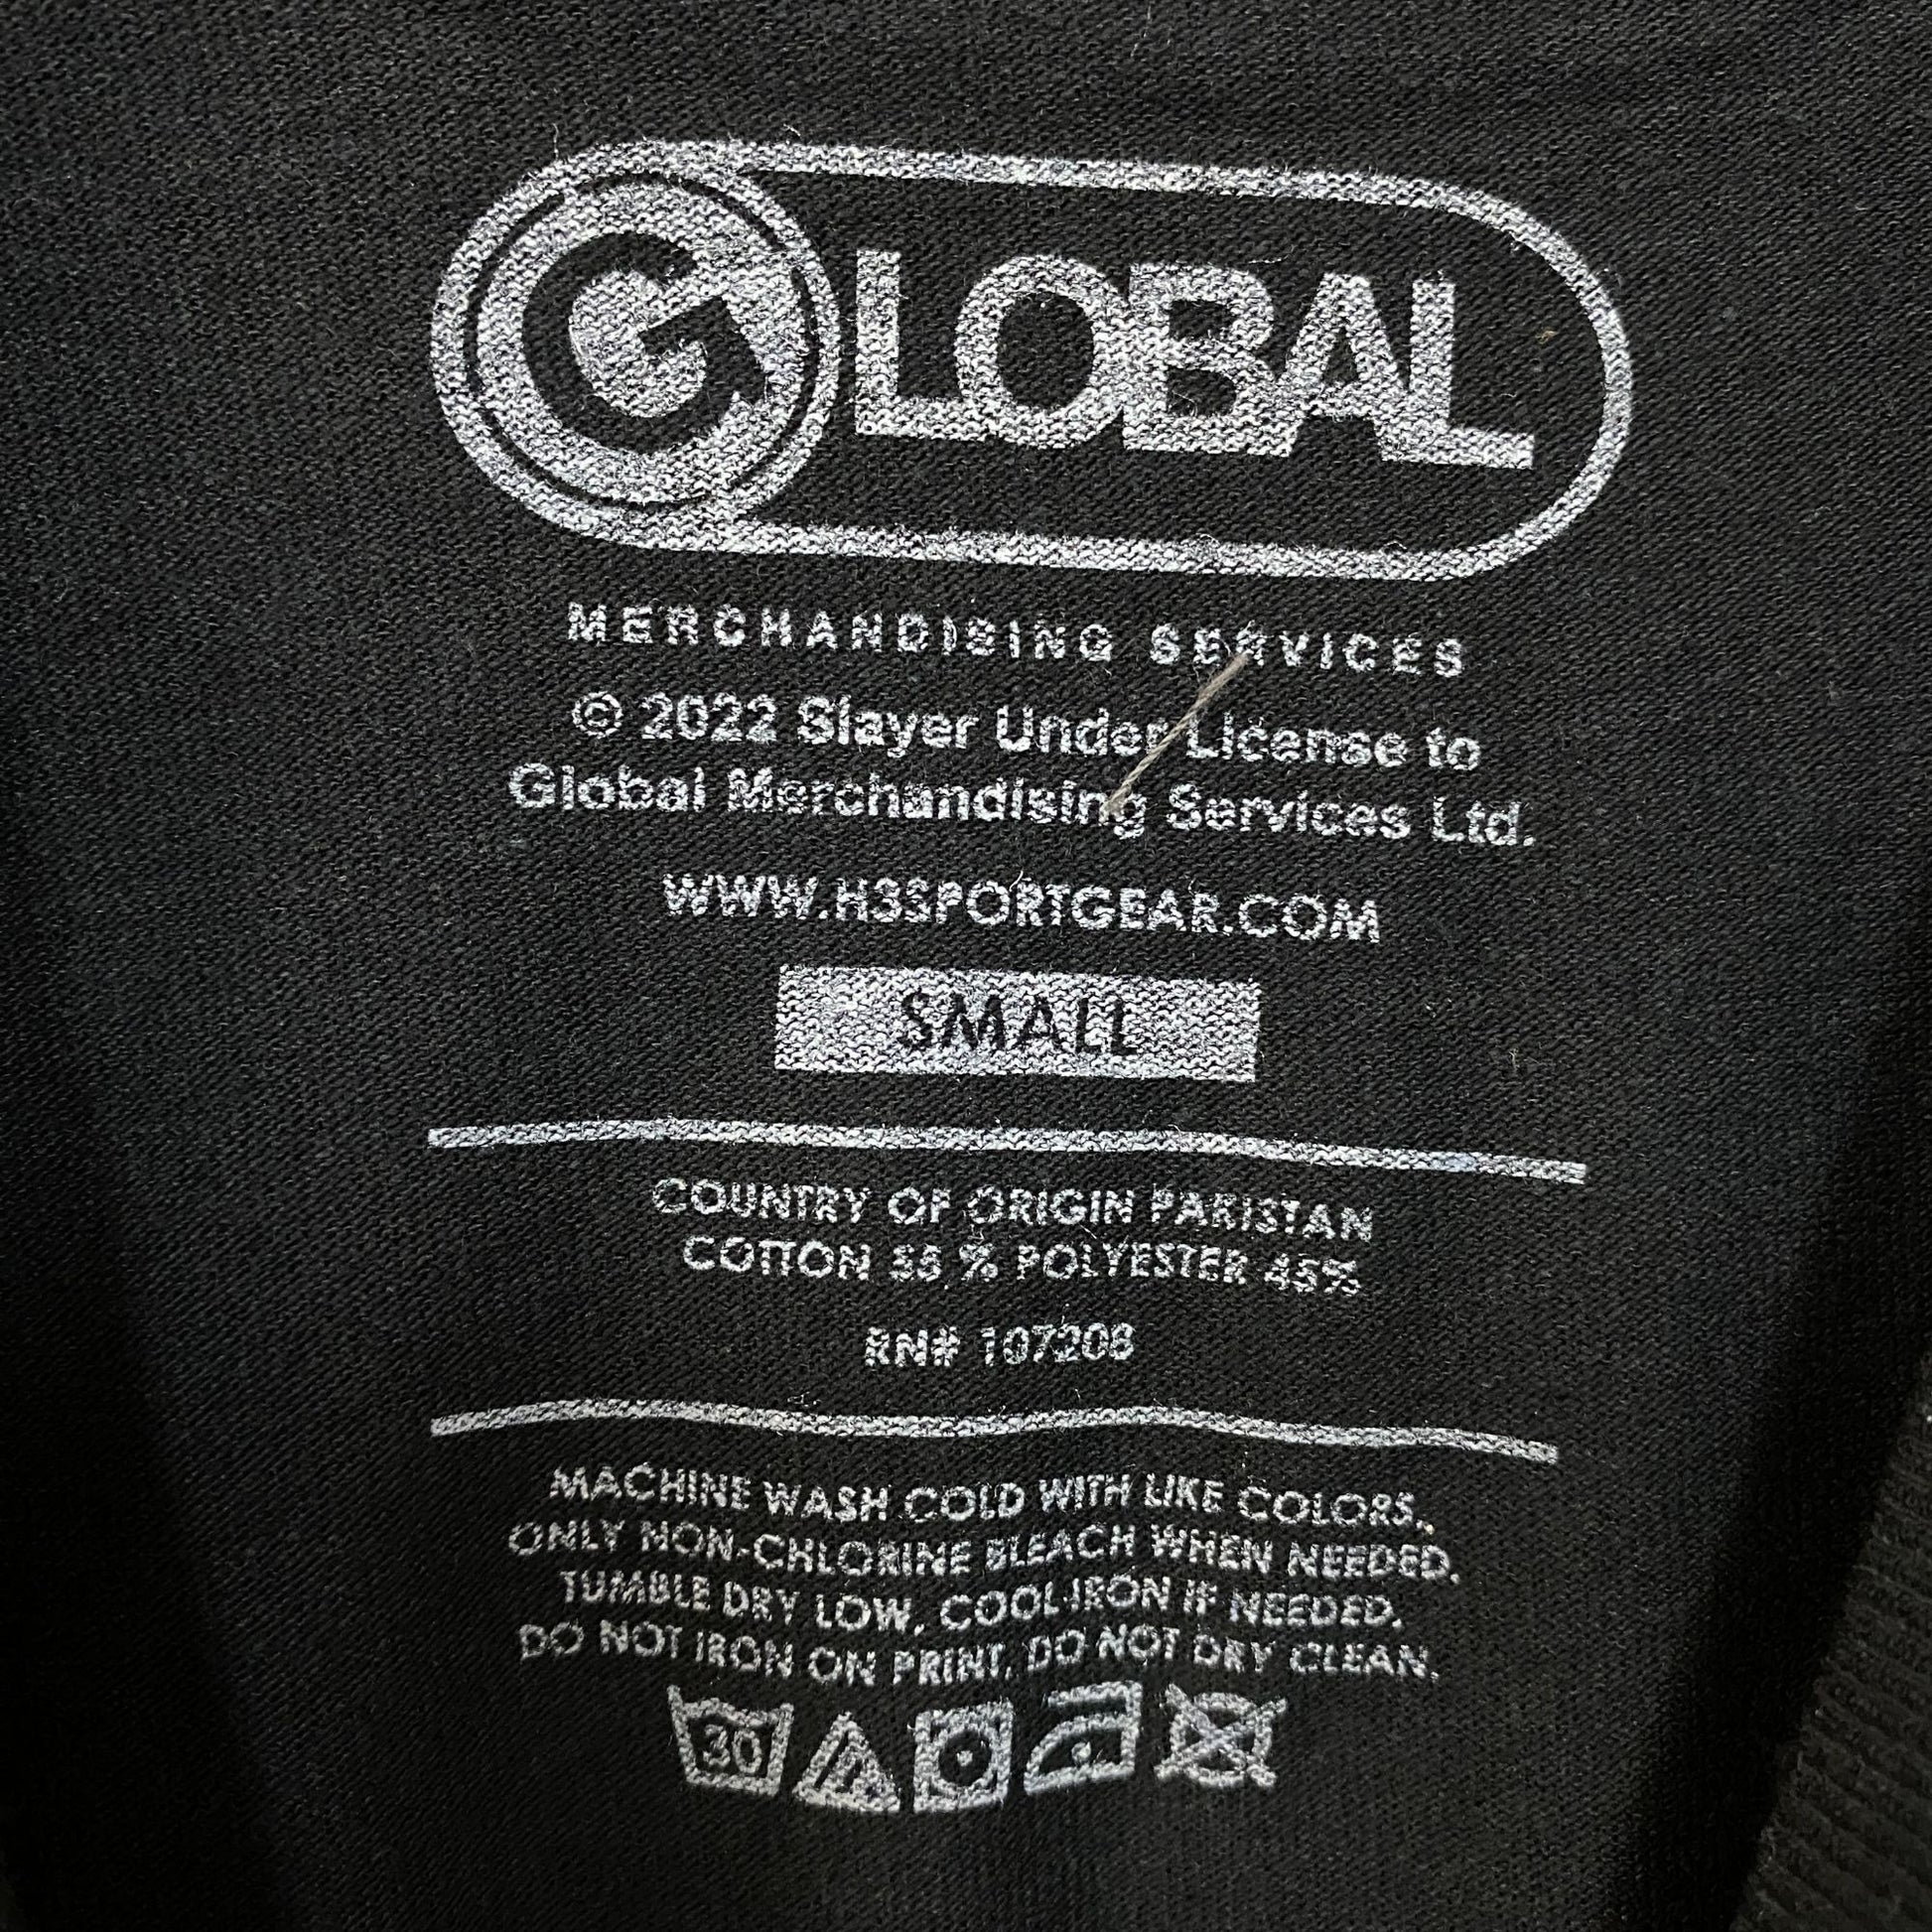 GLOBAL
MERCHANDISING SERVICES
© 2022 Slayer Under License to
Global Merchandising Services Ltd.
WWW.H3SPORTGEAR.COM
SMALL
COUNTRY OF ORIGIN PAKISTAN
COTTON 55 % POLYESTER 45%
RN# 107208
MACHINE WASH COLD WITH LIKE COLORS.,
ONLY NON-CHLORINE BLEACH WHEN NEEDED.
TUMBLE DRY LOW. COOL-IRON IF NEEDED.
DO NOT IRON ON PRINT. DO NOT DRY CLEAN.
30